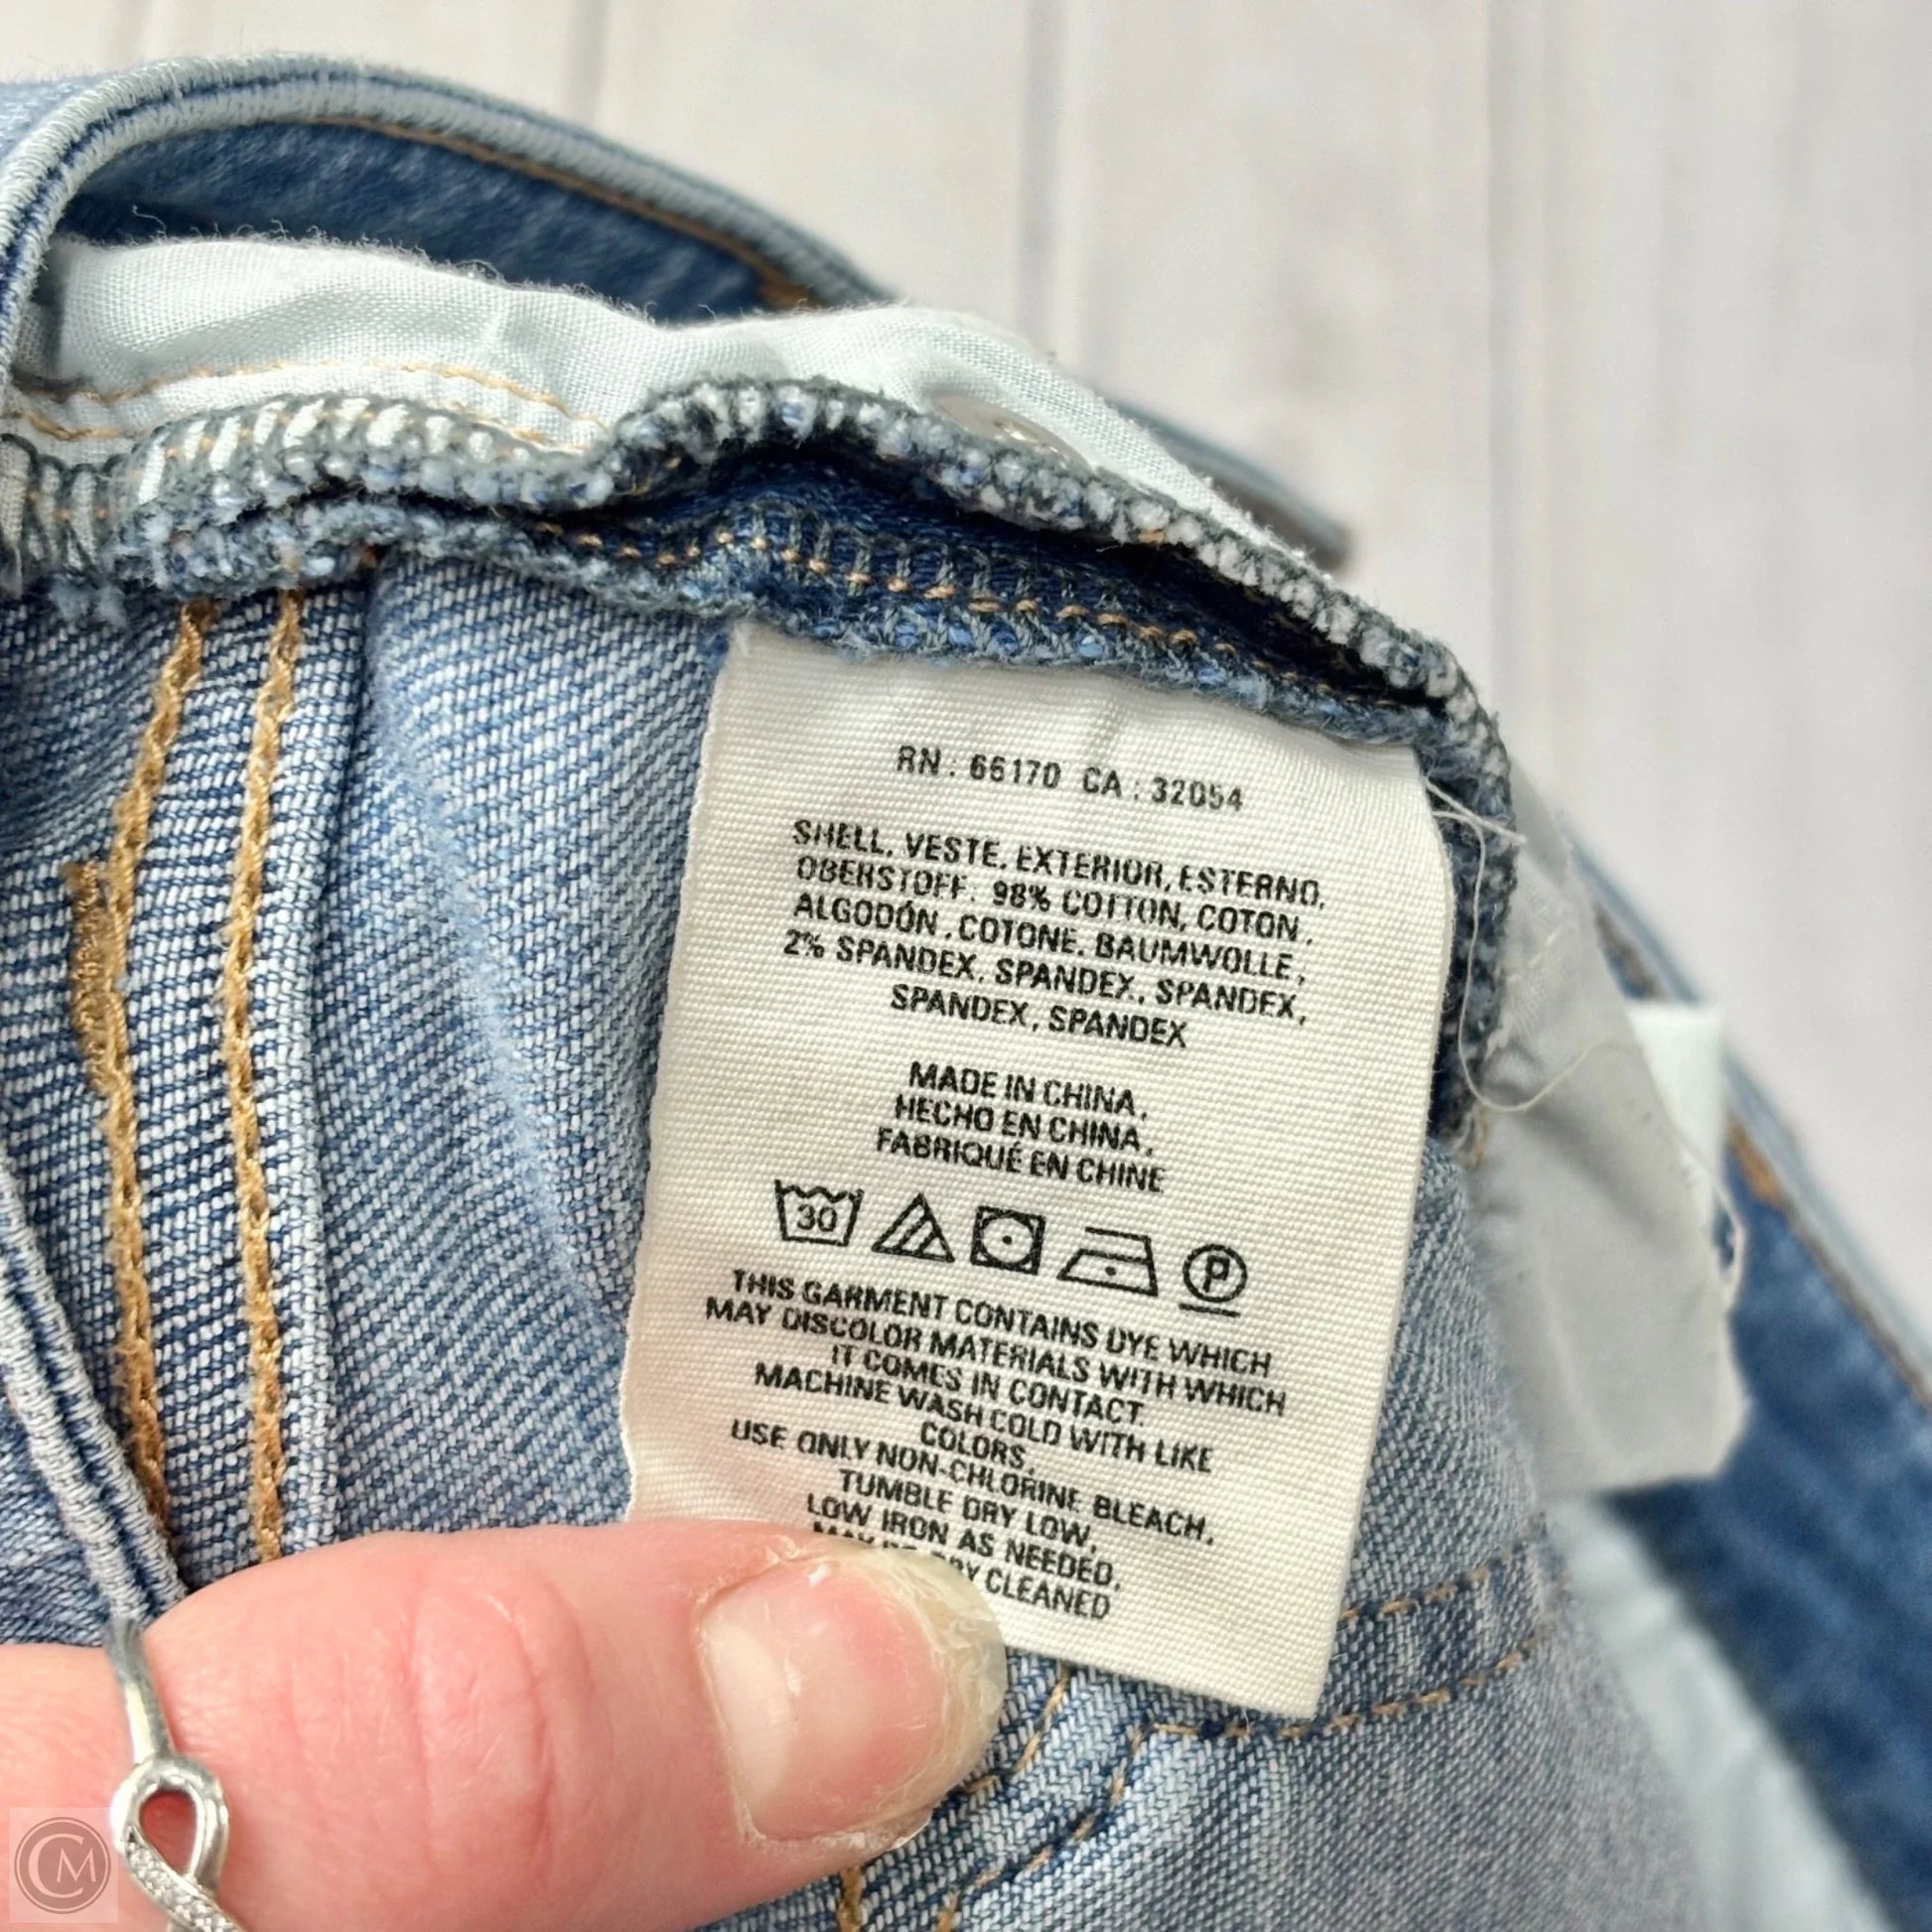 RN : 66170 CA : 32054
SHELL, VESTE, EXTERIOR, ESTERNO,
OBERSTOFF: 98% COTTON, COTON,
ALGODÓN, COTONE, BAUMWOLLE,
2% SPANDEX, SPANDEX, SPANDEX,
SPANDEX, SPANDEX
MADE IN CHINA,
HECHO EN CHINA,
FABRIQUÉ EN CHINE
30 P
THIS GARMENT CONTAINS DYE WHICH
MAY DISCOLOR MATERIALS WITH WHICH
IT COMES IN CONTACT.
MACHINE WASH COLD WITH LIKE
COLORS,
USE ONLY NON-CHLORINE BLEACH,
TUMBLE DRY LOW,
LOW IRON AS NEEDED,
MAY CLEANED
CM